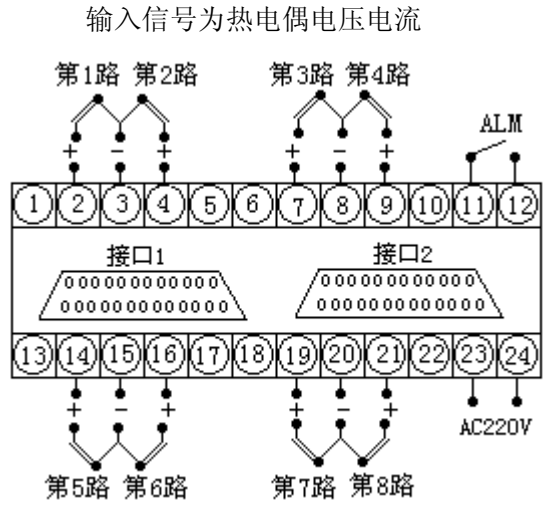 输入信号为热电偶电压电流
第1路 第2路 第3路 第4路
ALM
+ - + + - +
1 2 3 4 5 6 7 8 9 10 11 12
接口1 接口2
0000000000000 0000000000000
0000000000000 0000000000000
13 14 15 16 17 18 19 20 21 22 23 24
+ - + + - +
AC220V
第5路 第6路 第7路 第8路